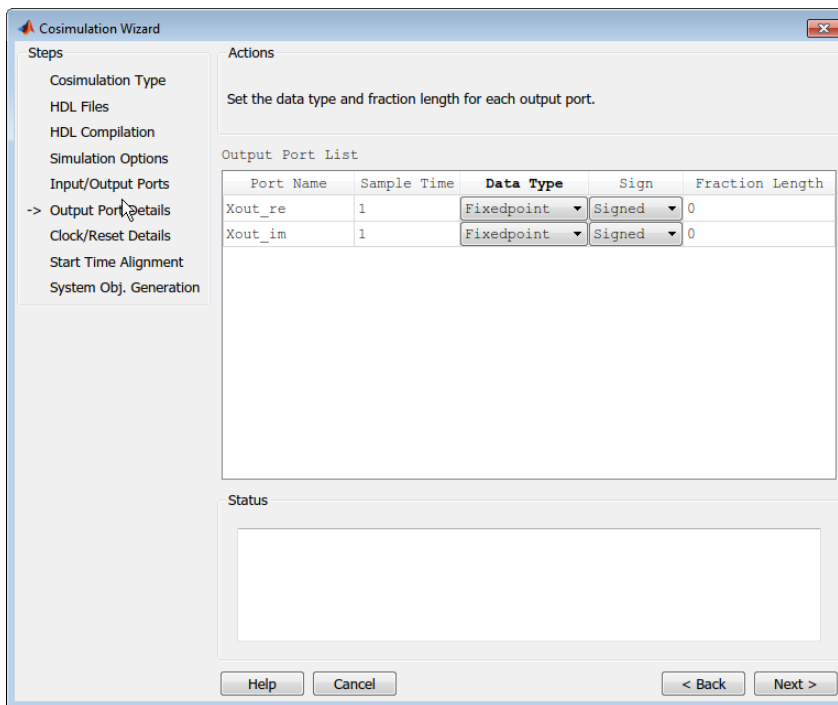 Cosimulation Wizard
Steps
Cosimulation Type
HDL Files
HDL Compilation
Simulation Options
Input/Output Ports
-> Output Port Details
Clock/Reset Details
Start Time Alignment
System Obj. Generation
Actions
Set the data type and fraction length for each output port.
Output Port List
Port Name Sample Time Data Type Sign Fraction Length
Xout_re 1 Fixedpoint Signed 0
Xout_im 1 Fixedpoint Signed 0
Status
Help Cancel < Back Next >